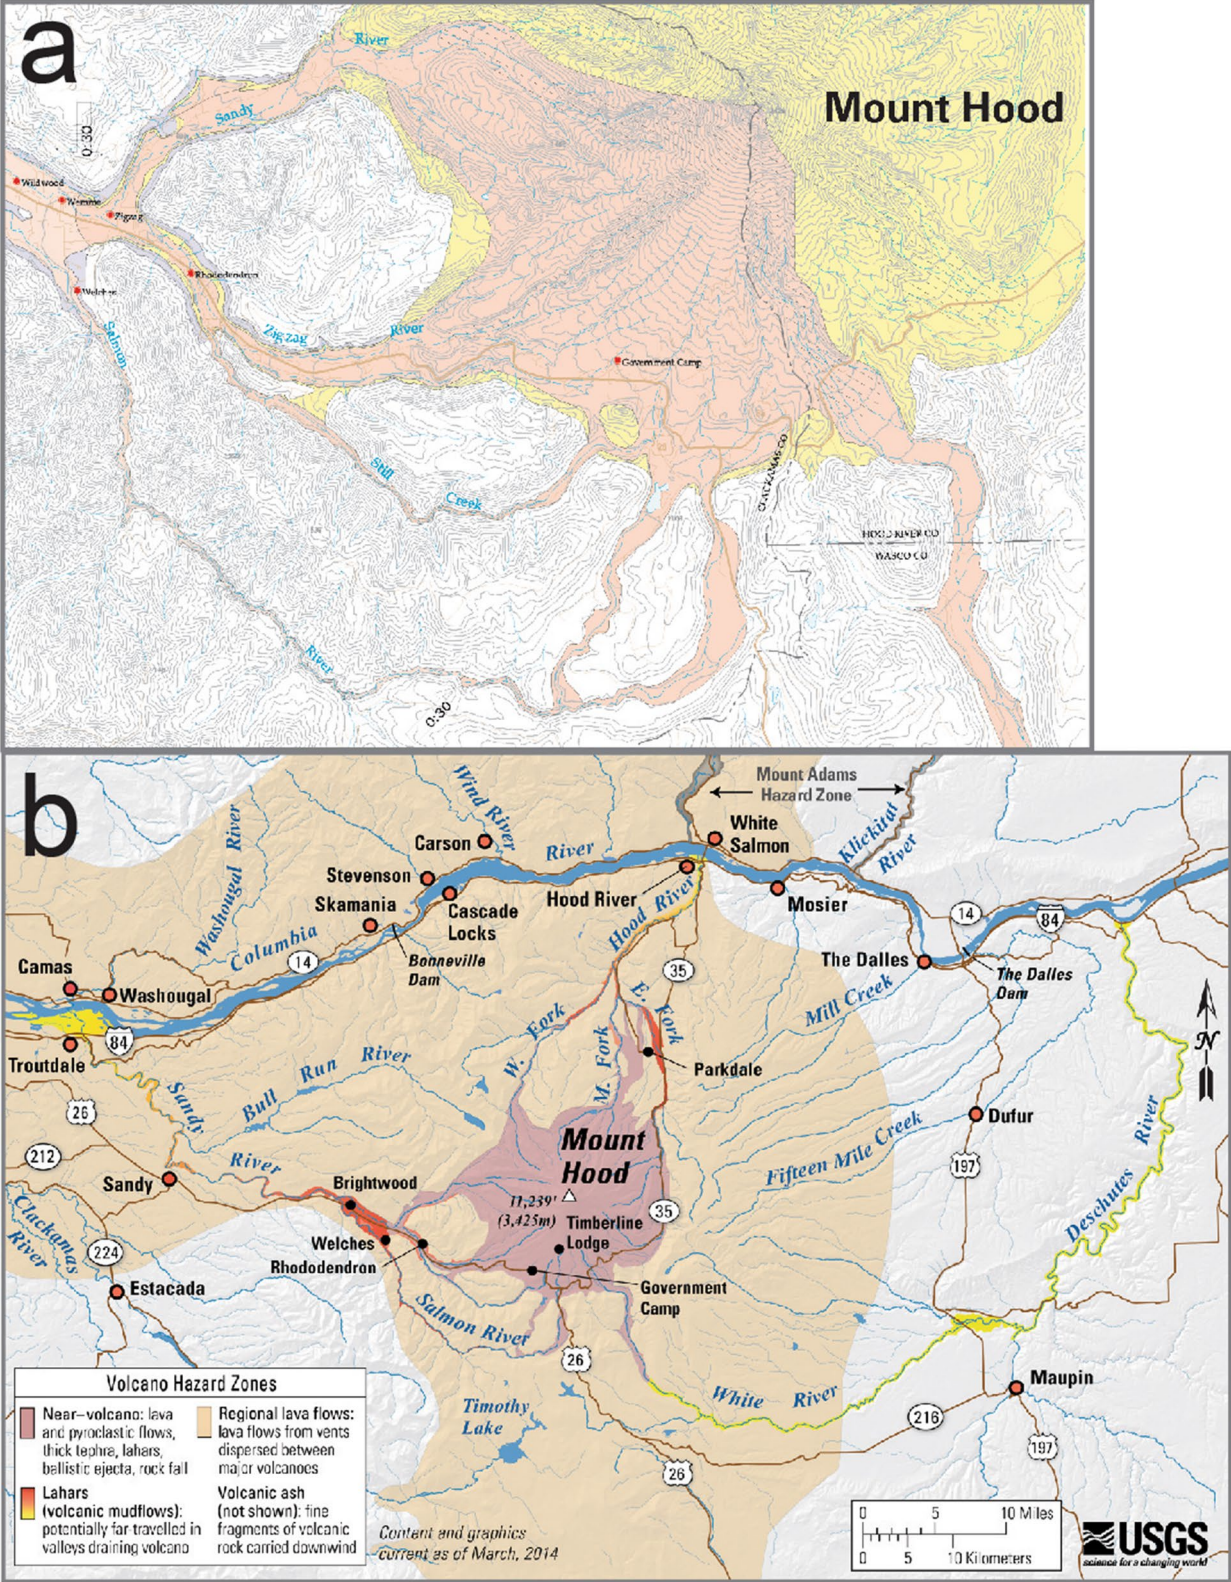 a
River
Mount Hood
Sandy
0:30
Wildwood
Wemme
Zigzag
Rhododendron
Welches
Salmon
Zigzag
River
Government Camp
Still
Creek
CLACKAMAS CO
HOOD RIVER CO
WASCO CO
River
0:30
b
Mount Adams
Hazard Zone
Wind River
Washougal River
Carson
White
Salmon
Klickitat
River
River
Stevenson
Hood River
Skamania
Cascade
Locks
Mosier
Hood River
Columbia
14
14
84
Bonneville
Dam
The Dalles
The Dalles
Dam
Camas
Washougal
35
Mill Creek
84
Troutdale
W. Fork
M. Fork
E. Fork
Parkdale
N
Bull Run River
26
Sandy
River
Dufur
212
Mount
Hood
Fifteen Mile Creek
197
Deschutes River
Sandy
Brightwood
11,239'
(3,425m)
Timberline
Lodge
35
Clackamas
River
224
Welches
Rhododendron
Estacada
Government
Camp
Salmon River
26
Maupin
White River
Timothy
Lake
216
197
26
Volcano Hazard Zones
Near–volcano: lava
and pyroclastic flows,
thick tephra, lahars,
ballistic ejecta, rock fall
Regional lava flows:
lava flows from vents
dispersed between
major volcanoes
Lahars
(volcanic mudflows):
potentially far-travelled in
valleys draining volcano
Volcanic ash
(not shown): fine
fragments of volcanic
rock carried downwind
Content and graphics
current as of March, 2014
0 5 10 Miles
0 5 10 Kilometers
USGS
science for a changing world